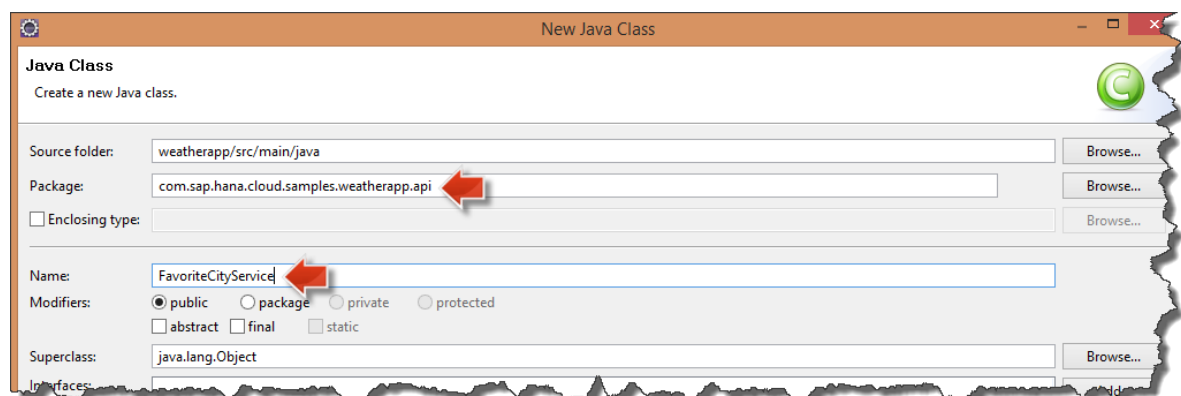 New Java Class
Java Class
Create a new Java class.
C
Source folder: weatherapp/src/main/java Browse...
Package: com.sap.hana.cloud.samples.weatherapp.api Browse...
Enclosing type: Browse...
Name: FavoriteCityService
Modifiers: public package private protected
abstract final static
Superclass: java.lang.Object Browse...
Interfaces: